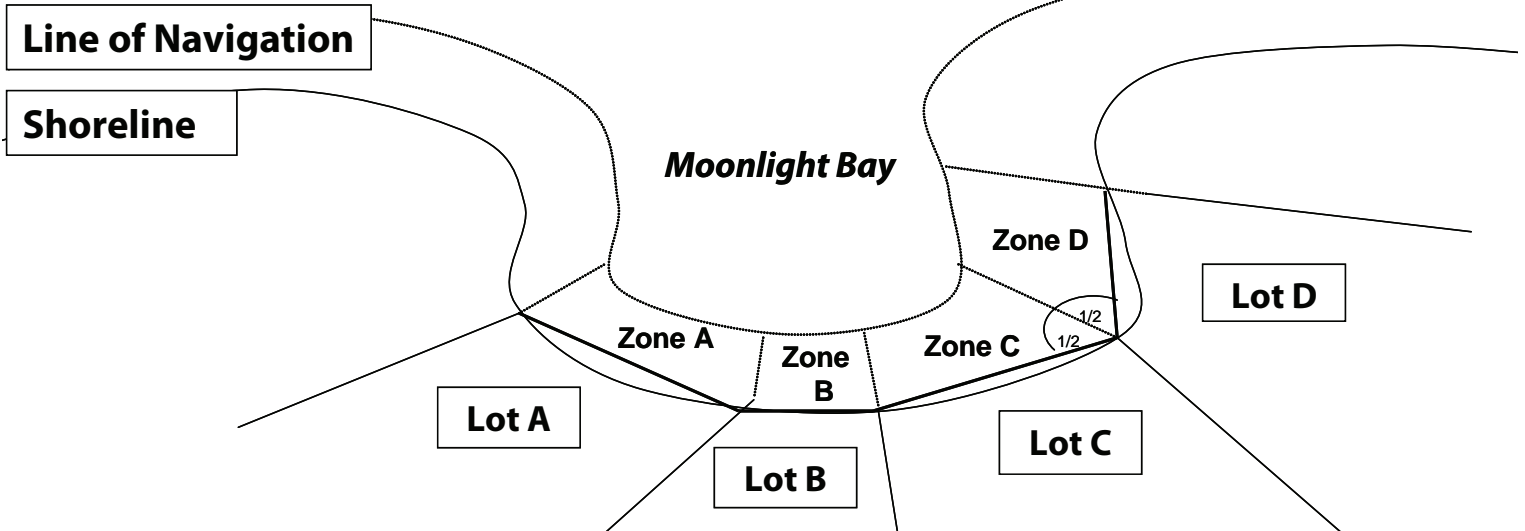 Line of Navigation
Shoreline
Moonlight Bay
Zone D
Lot D
1/2
1/2
Zone A
Zone
B
Zone C
Lot A
Lot B
Lot C